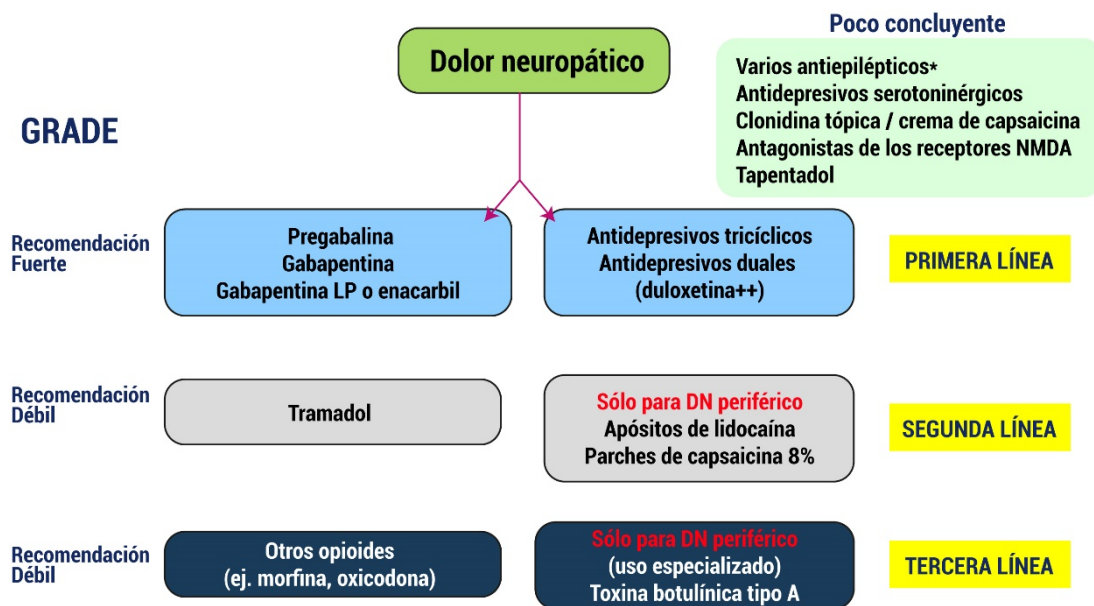 Poco concluyente
Dolor neuropático
Varios antiepilépticos*
Antidepresivos serotoninérgicos
Clonidina tópica / crema de capsaicina
Antagonistas de los receptores NMDA
Tapentadol
GRADE
Recomendación
Fuerte
Pregabalina
Gabapentina
Gabapentina LP o enacarbil
Antidepresivos tricíclicos
Antidepresivos duales
(duloxetina++)
PRIMERA LÍNEA
Recomendación
Débil
Tramadol
Sólo para DN periférico
Apósitos de lidocaína
Parches de capsaicina 8%
SEGUNDA LÍNEA
Recomendación
Débil
Otros opioides
(ej. morfina, oxicodona)
Sólo para DN periférico
(uso especializado)
Toxina botulínica tipo A
TERCERA LÍNEA